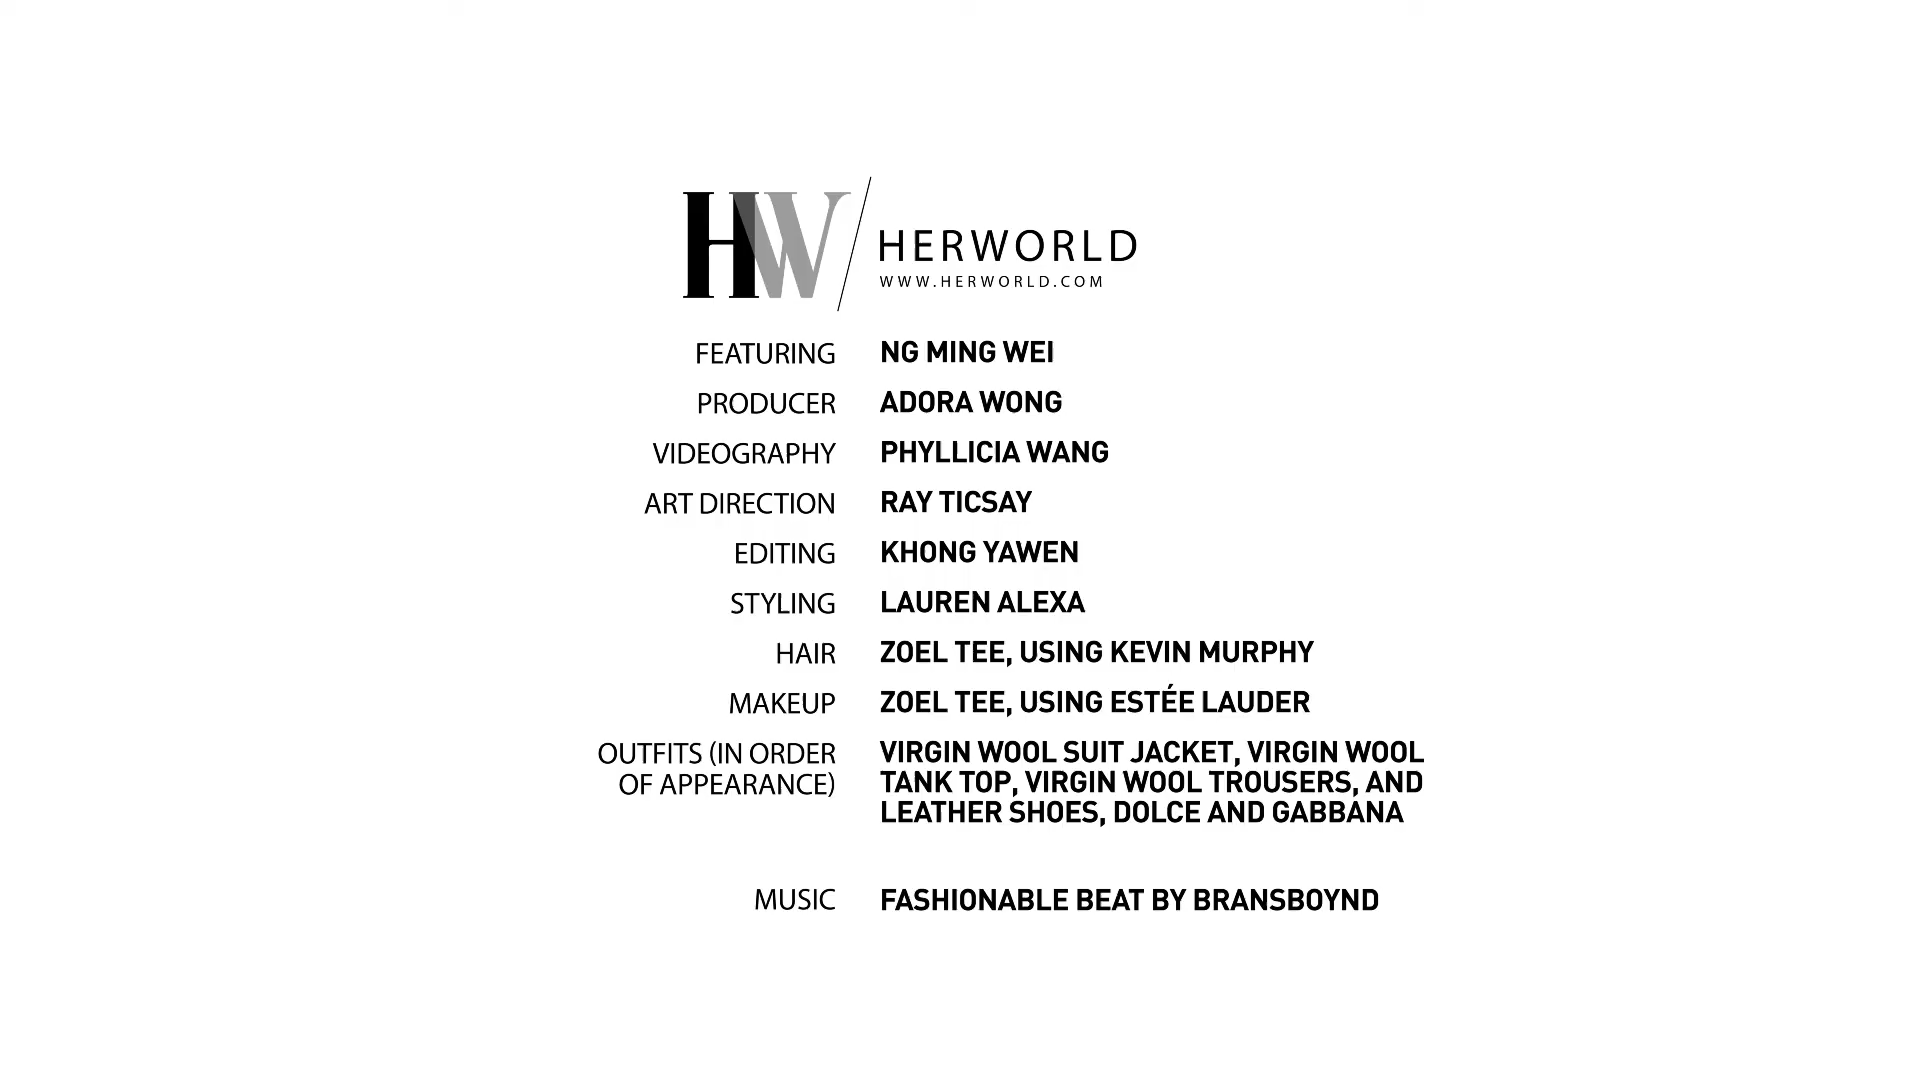 HW HERWORLD
WWW.HERWORLD.COM
FEATURING NG MING WEI
PRODUCER ADORA WONG
VIDEOGRAPHY PHYLLICIA WANG
ART DIRECTION RAY TICSAY
EDITING KHONG YAWEN
STYLING LAUREN ALEXA
HAIR ZOEL TEE, USING KEVIN MURPHY
MAKEUP ZOEL TEE, USING ESTÉE LAUDER
OUTFITS (IN ORDER
OF APPEARANCE)
VIRGIN WOOL SUIT JACKET, VIRGIN WOOL
TANK TOP, VIRGIN WOOL TROUSERS, AND
LEATHER SHOES, DOLCE AND GABBANA
MUSIC FASHIONABLE BEAT BY BRANSBOYND